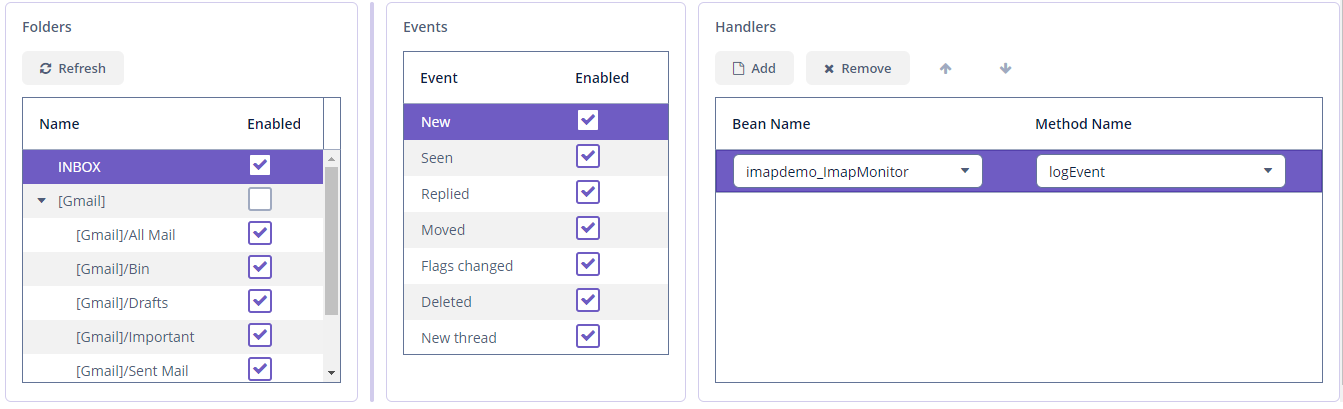 Folders
Refresh
Name Enabled
INBOX
[Gmail]
[Gmail]/All Mail
[Gmail]/Bin
[Gmail]/Drafts
[Gmail]/Important
[Gmail]/Sent Mail
Events
Event Enabled
New
Seen
Replied
Moved
Flags changed
Deleted
New thread
Handlers
Add Remove
Bean Name Method Name
imapdemo_ImapMonitor logEvent